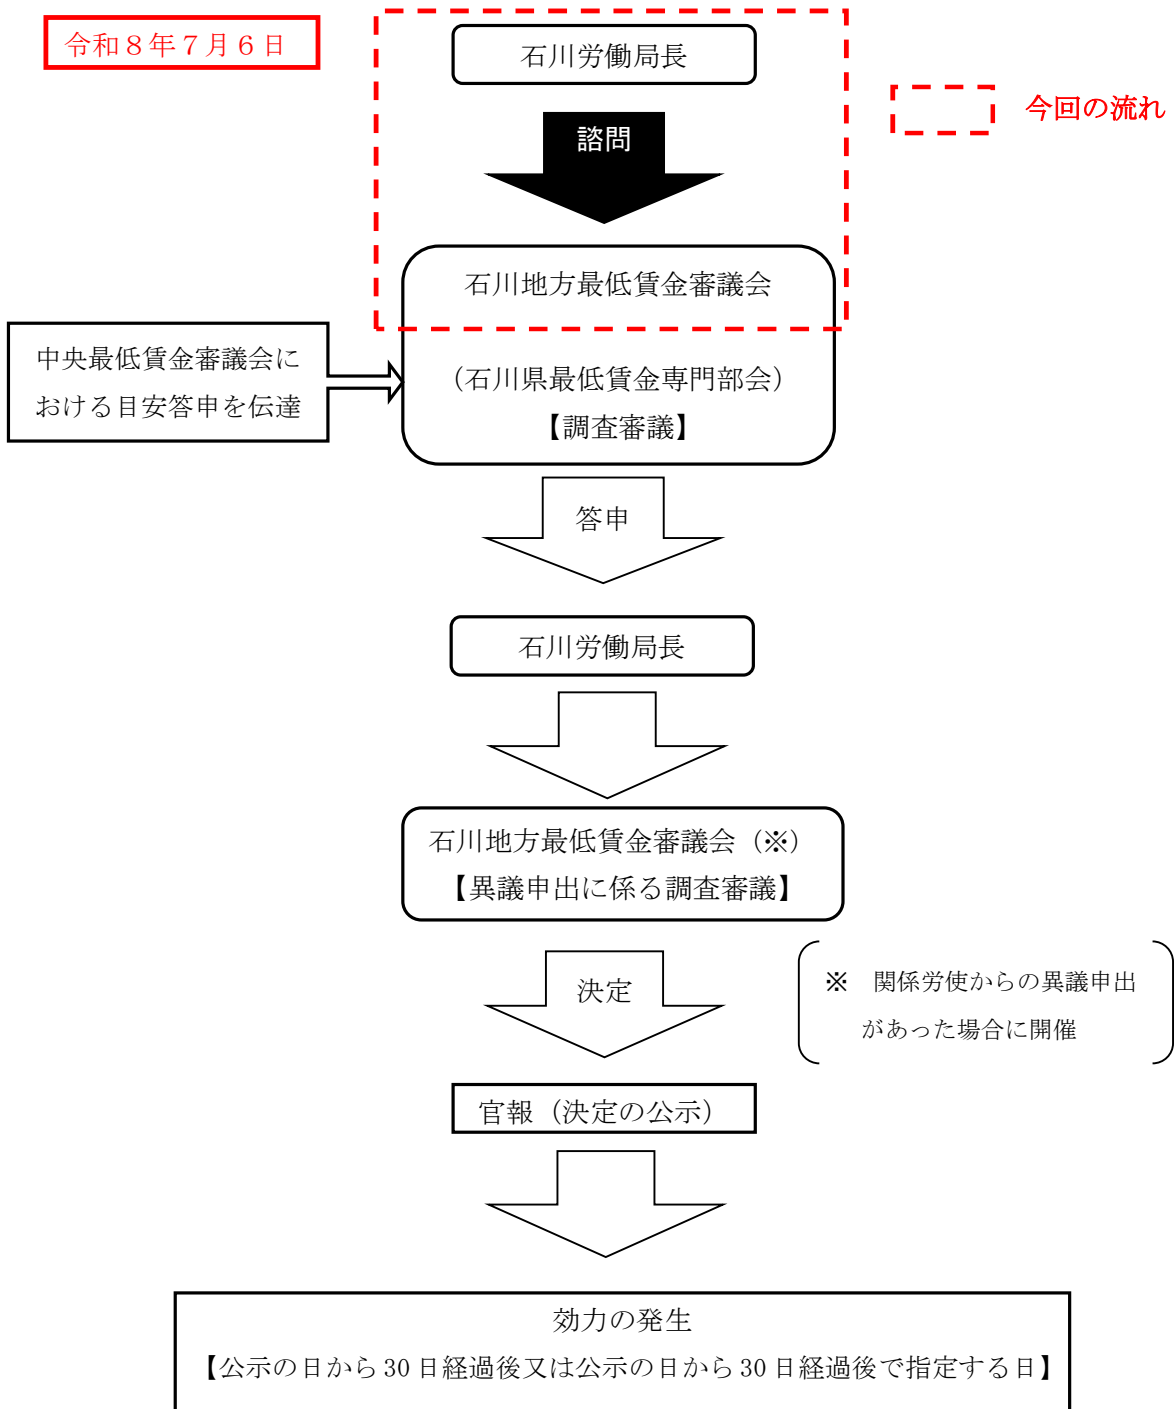 令和８年７月６日
石川労働局長
今回の流れ
諮問
石川地方最低賃金審議会
中央最低賃金審議会に
おける目安答申を伝達
（石川県最低賃金専門部会）
【調査審議】
答申
石川労働局長
石川地方最低賃金審議会（※）
【異議申出に係る調査審議】
決定
※　関係労使からの異議申出
があった場合に開催
官報（決定の公示）
効力の発生
【公示の日から30日経過後又は公示の日から30日経過後で指定する日】